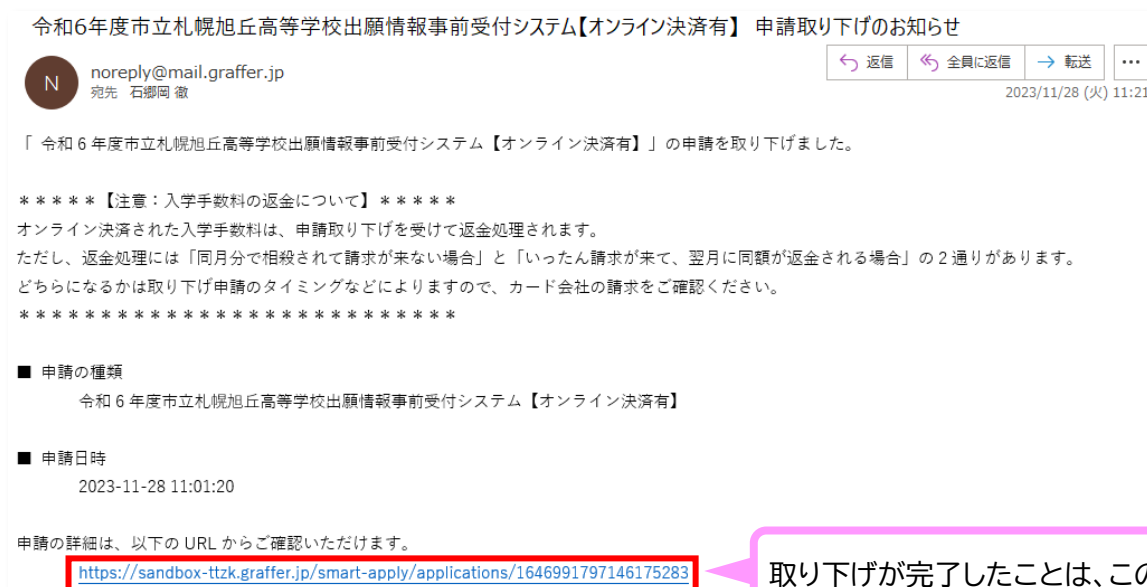 令和6年度市立札幌旭丘高等学校出願情報事前受付システム【オンライン決済有】 申請取り下げのお知らせ
返信 全員に返信 転送
N
noreply@mail.graffer.jp
宛先 石郷岡 徹
2023/11/28 (火) 11:21
「 令和 6 年度市立札幌旭丘高等学校出願情報事前受付システム【オンライン決済有】」の申請を取り下げました。
＊＊＊＊＊【注意：入学手数料の返金について】＊＊＊＊＊
オンライン決済された入学手数料は、申請取り下げを受けて返金処理されます。
ただし、返金処理には「同月分で相殺されて請求が来ない場合」と「いったん請求が来て、翌月に同額が返金される場合」の２通りがあります。
どちらになるかは取り下げ申請のタイミングなどによりますので、カード会社の請求をご確認ください。
＊＊＊＊＊＊＊＊＊＊＊＊＊＊＊＊＊＊＊＊＊＊＊＊＊＊＊
■ 申請の種類
令和 6 年度市立札幌旭丘高等学校出願情報事前受付システム【オンライン決済有】
■ 申請日時
2023-11-28 11:01:20
申請の詳細は、以下の URL からご確認いただけます。
https://sandbox-ttzk.graffer.jp/smart-apply/applications/1646991797146175283
取り下げが完了したことは、この